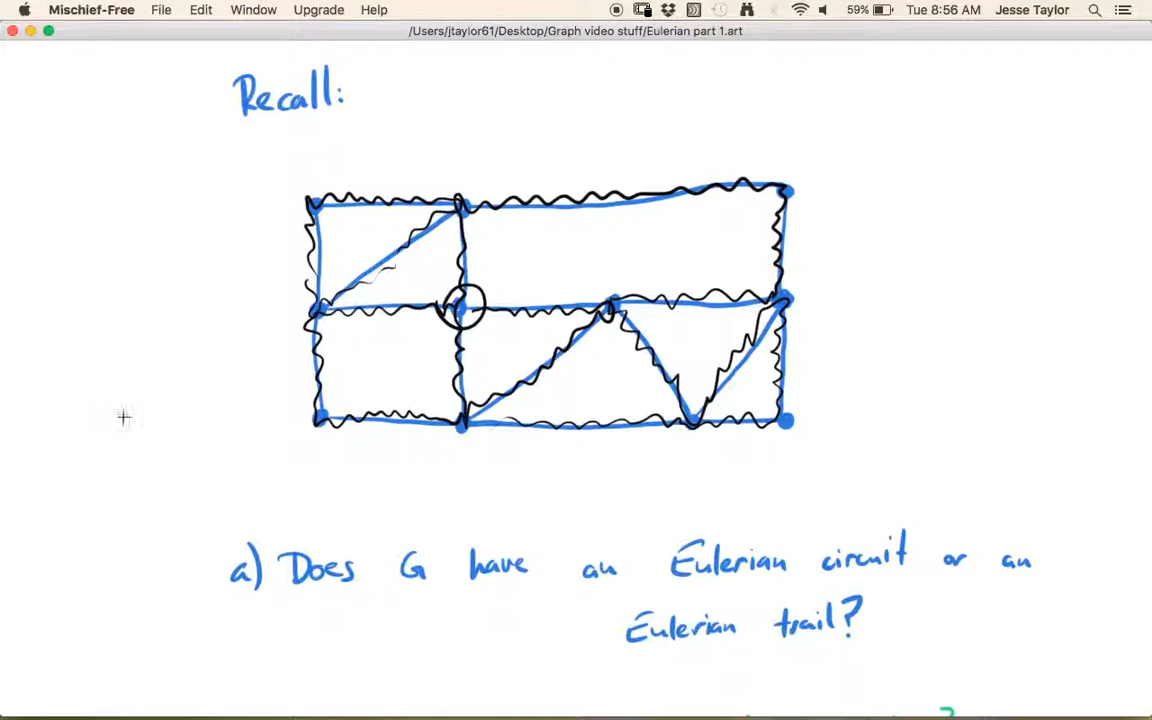 Mischief-Free File Edit Window Upgrade Help 59% Tue 8:56 AM Jesse Taylor
/Users/jtaylor61/Desktop/Graph video stuff/Eulerian part 1.art
Recall:
a) Does G have an Eulerian circuit or an
Eulerian trail?